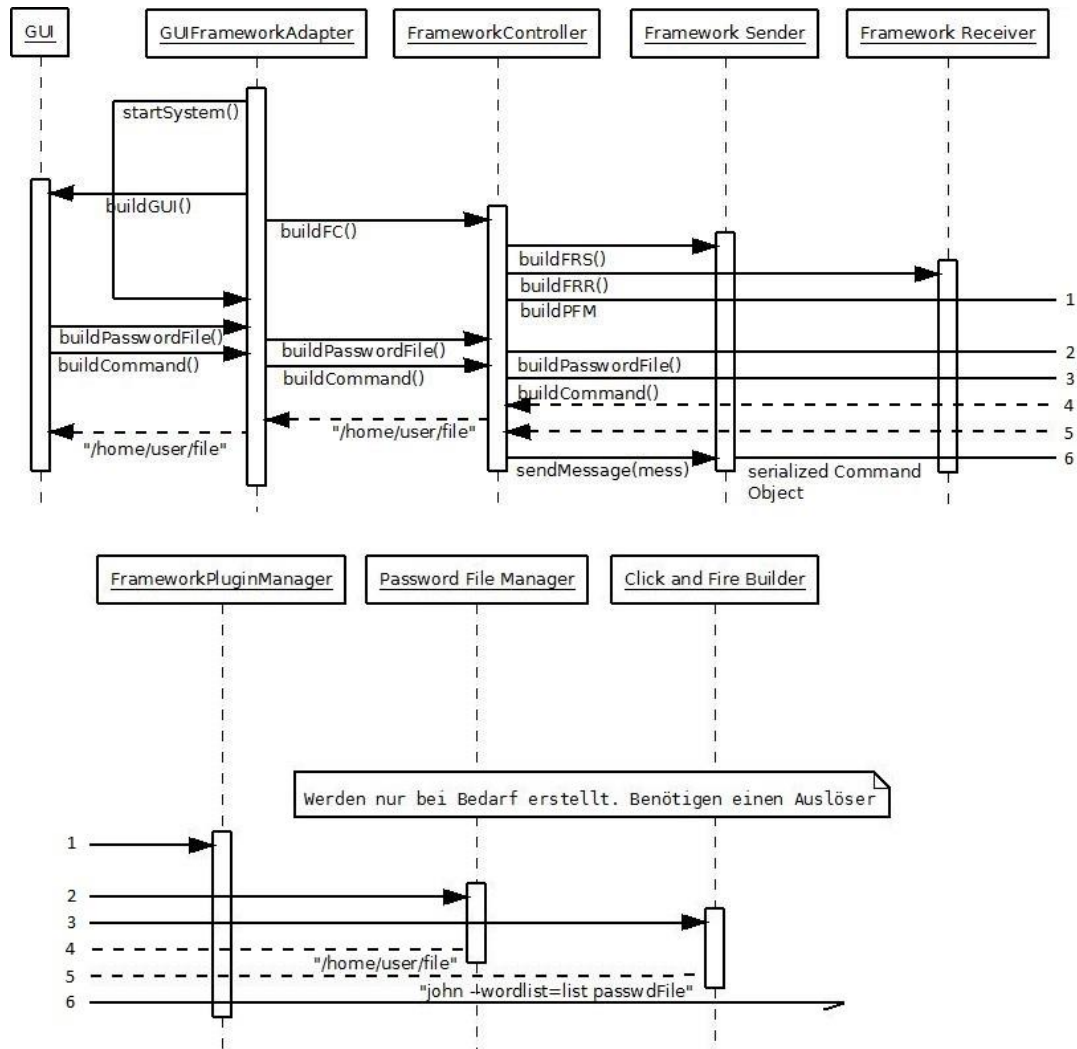 GUI
GUIFrameworkAdapter
FrameworkController
Framework Sender
Framework Receiver
startSystem()
buildGUI()
buildFC()
buildFRS()
buildFRR()
1
buildPFM
buildPasswordFile()
buildPasswordFile()
2
buildCommand()
buildCommand()
buildPasswordFile()
3
buildCommand()
4
"/home/user/file"
"/home/user/file"
5
sendMessage(mess)
serialized Command
Object
6
FrameworkPluginManager
Password File Manager
Click and Fire Builder
Werden nur bei Bedarf erstellt. Benötigen einen Auslöser
1
2
3
4
"/home/user/file"
5
"john --wordlist=list passwdFile"
6